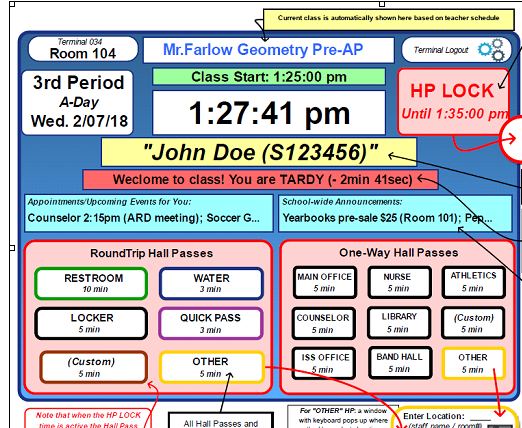 Current class is automatically shown here based on teacher schedule
Terminal 034
Room 104
Mr.Farlow Geometry Pre-AP
Terminal Logout
3rd Period
A-Day
Wed. 2/07/18
Class Start: 1:25:00 pm
1:27:41 pm
HP LOCK
Until 1:35:00 pm
"John Doe (S123456)"
Weclome to class! You are TARDY (- 2min 41sec)
Appointments/Upcoming Events for You:
Counselor 2:15pm (ARD meeting); Soccer G...
School-wide Announcements:
Yearbooks pre-sale $25 (Room 101); Pep...
RoundTrip Hall Passes
RESTROOM
10 min
WATER
3 min
LOCKER
5 min
QUICK PASS
3 min
(Custom)
5 min
OTHER
5 min
One-Way Hall Passes
MAIN OFFICE
5 min
NURSE
5 min
ATHLETICS
5 min
COUNSELOR
5 min
LIBRARY
5 min
(Custom)
5 min
ISS OFFICE
5 min
BAND HALL
5 min
OTHER
5 min
Note that when the HP LOCK
time is active the Hall Pass
All Hall Passes and
For "OTHER" HP: a window
with keyboard pops up where
Enter Location:
(staff name / room#)